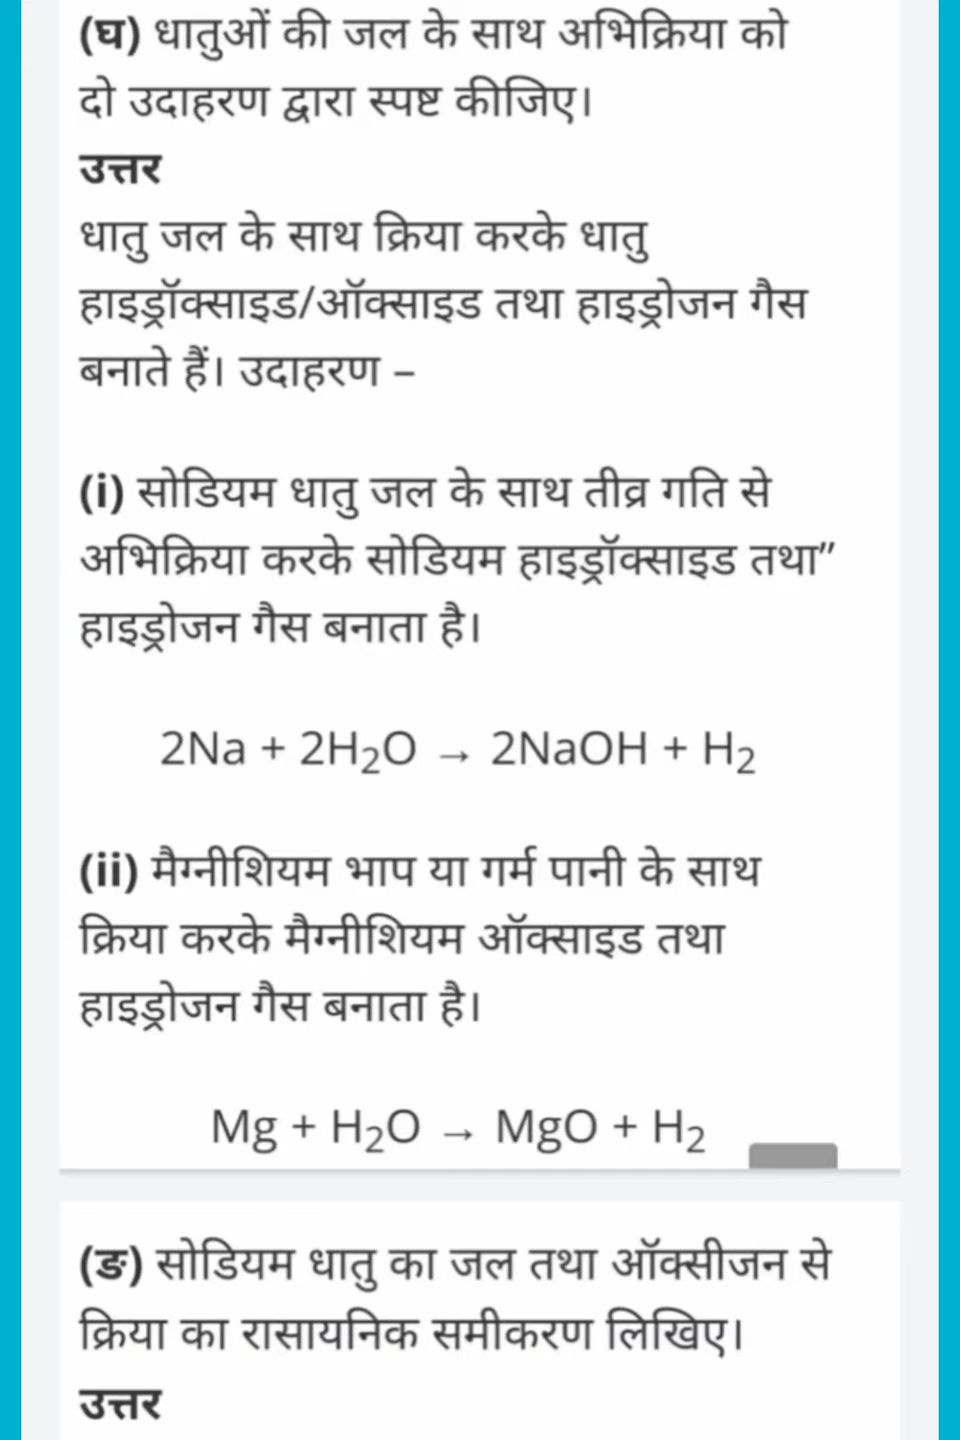 (घ) धातुओं की जल के साथ अभिक्रिया को
दो उदाहरण द्वारा स्पष्ट कीजिए।
उत्तर
धातु जल के साथ क्रिया करके धातु
हाइड्रॉक्साइड/ऑक्साइड तथा हाइड्रोजन गैस
बनाते हैं। उदाहरण –
(i) सोडियम धातु जल के साथ तीव्र गति से
अभिक्रिया करके सोडियम हाइड्रॉक्साइड तथा”
हाइड्रोजन गैस बनाता है।
2Na + 2H₂O → 2NaOH + H₂
(ii) मैग्नीशियम भाप या गर्म पानी के साथ
क्रिया करके मैग्नीशियम ऑक्साइड तथा
हाइड्रोजन गैस बनाता है।
Mg + H₂O → MgO + H₂
(ङ) सोडियम धातु का जल तथा ऑक्सीजन से
क्रिया का रासायनिक समीकरण लिखिए।
उत्तर